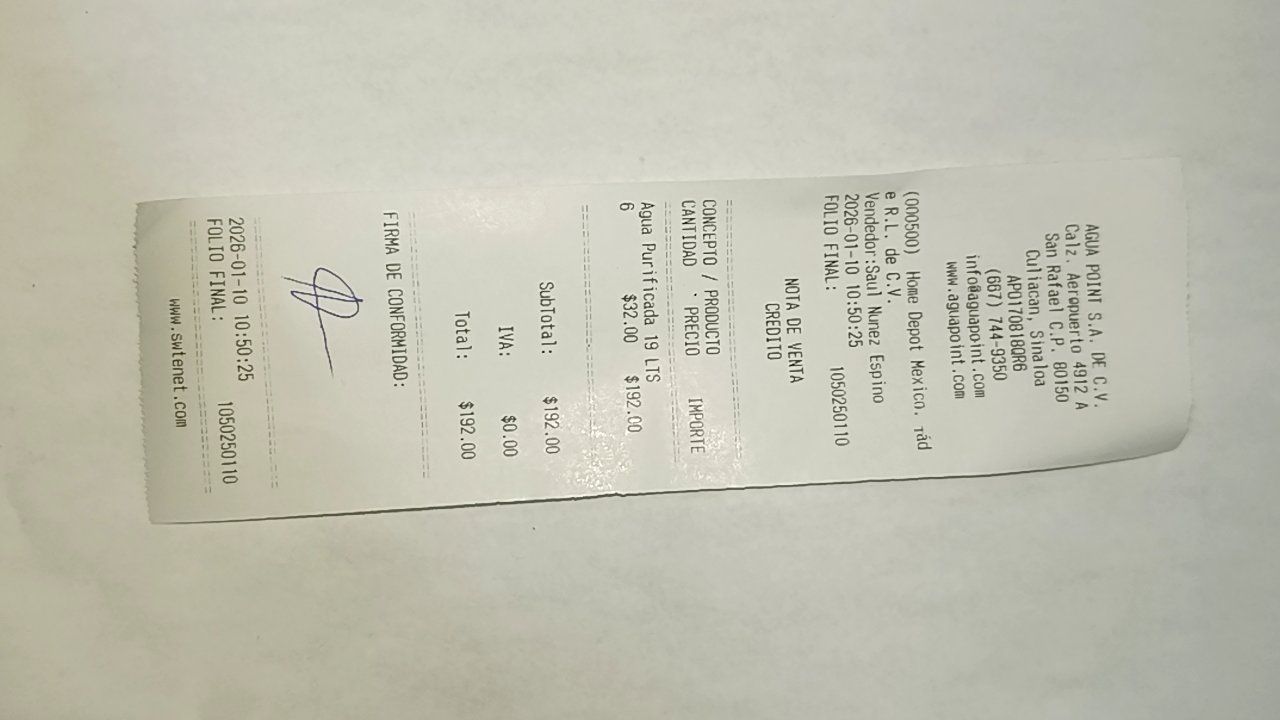 AGUA POINT S.A. DE C.V.
Calz. Aeropuerto 4912 A
San Rafael C.P. 80150
Culiacan, Sinaloa
APO170818QR6
(667) 744-9350
info@aguapoint.com
www.aguapoint.com
(000500) Home Depot Mexico,
e R.L. de C.V.
Vendedor:Saul Nunez Espino
2026-01-10 10:50:25
FOLIO FINAL: 1050250110
NOTA DE VENTA
CREDITO
CONCEPTO / PRODUCTO
CANTIDAD PRECIO IMPORTE
Agua Purificada 19 LTS
6 $32.00 $192.00
SubTotal: $192.00
IVA: $0.00
Total: $192.00
FIRMA DE CONFORMIDAD:
2026-01-10 10:50:25
FOLIO FINAL: 1050250110
www.swtenet.com